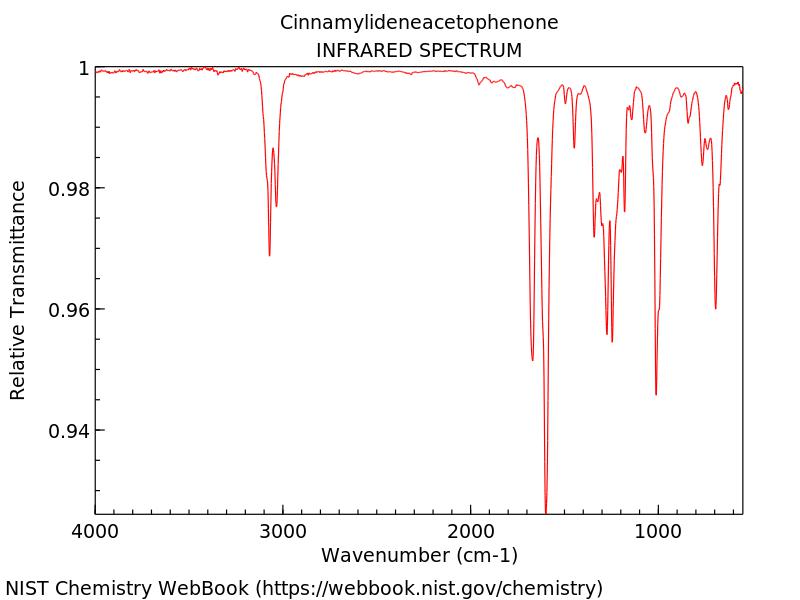 Cinnamylideneacetophenone
INFRARED SPECTRUM
1
0.98
0.96
0.94
Relative Transmittance
4000
3000
2000
1000
Wavenumber (cm-1)
NIST Chemistry WebBook (https://webbook.nist.gov/chemistry)